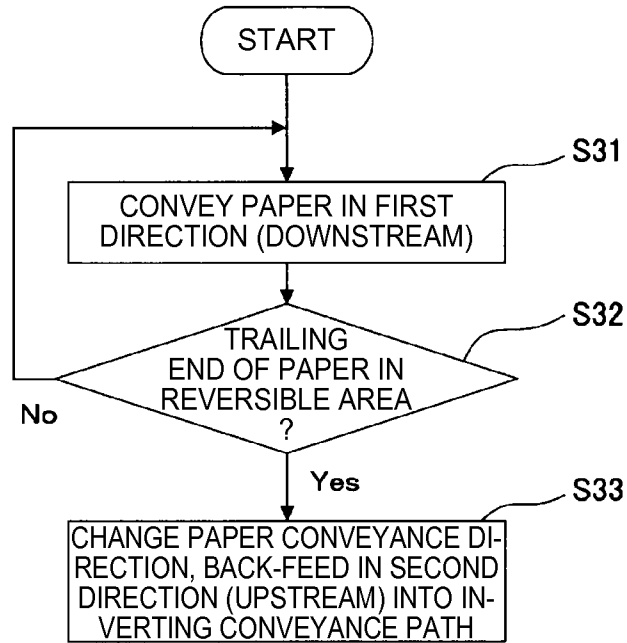 START
S31
CONVEY PAPER IN FIRST
DIRECTION (DOWNSTREAM)
S32
TRAILING
END OF PAPER IN
REVERSIBLE AREA
?
No
Yes
S33
CHANGE PAPER CONVEYANCE DI-
RECTION, BACK-FEED IN SECOND
DIRECTION (UPSTREAM) INTO IN-
VERTING CONVEYANCE PATH